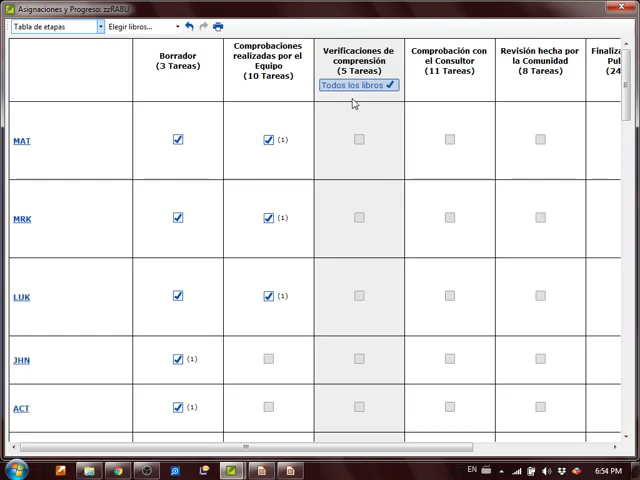 Asignaciones y Progreso: zzRABU
Tabla de etapas
Elegir libros...
Borrador
(3 Tareas)
Comprobaciones
realizadas por el
Equipo
(10 Tareas)
Verificaciones de
comprensión
(5 Tareas)
Todos los libros
Comprobación con
el Consultor
(11 Tareas)
Revisión hecha por
la Comunidad
(8 Tareas)
Finaliza
Pub
(24
MAT
(1)
MRK
(1)
LUK
(1)
JHN
(1)
ACT
(1)
EN
6:54 PM